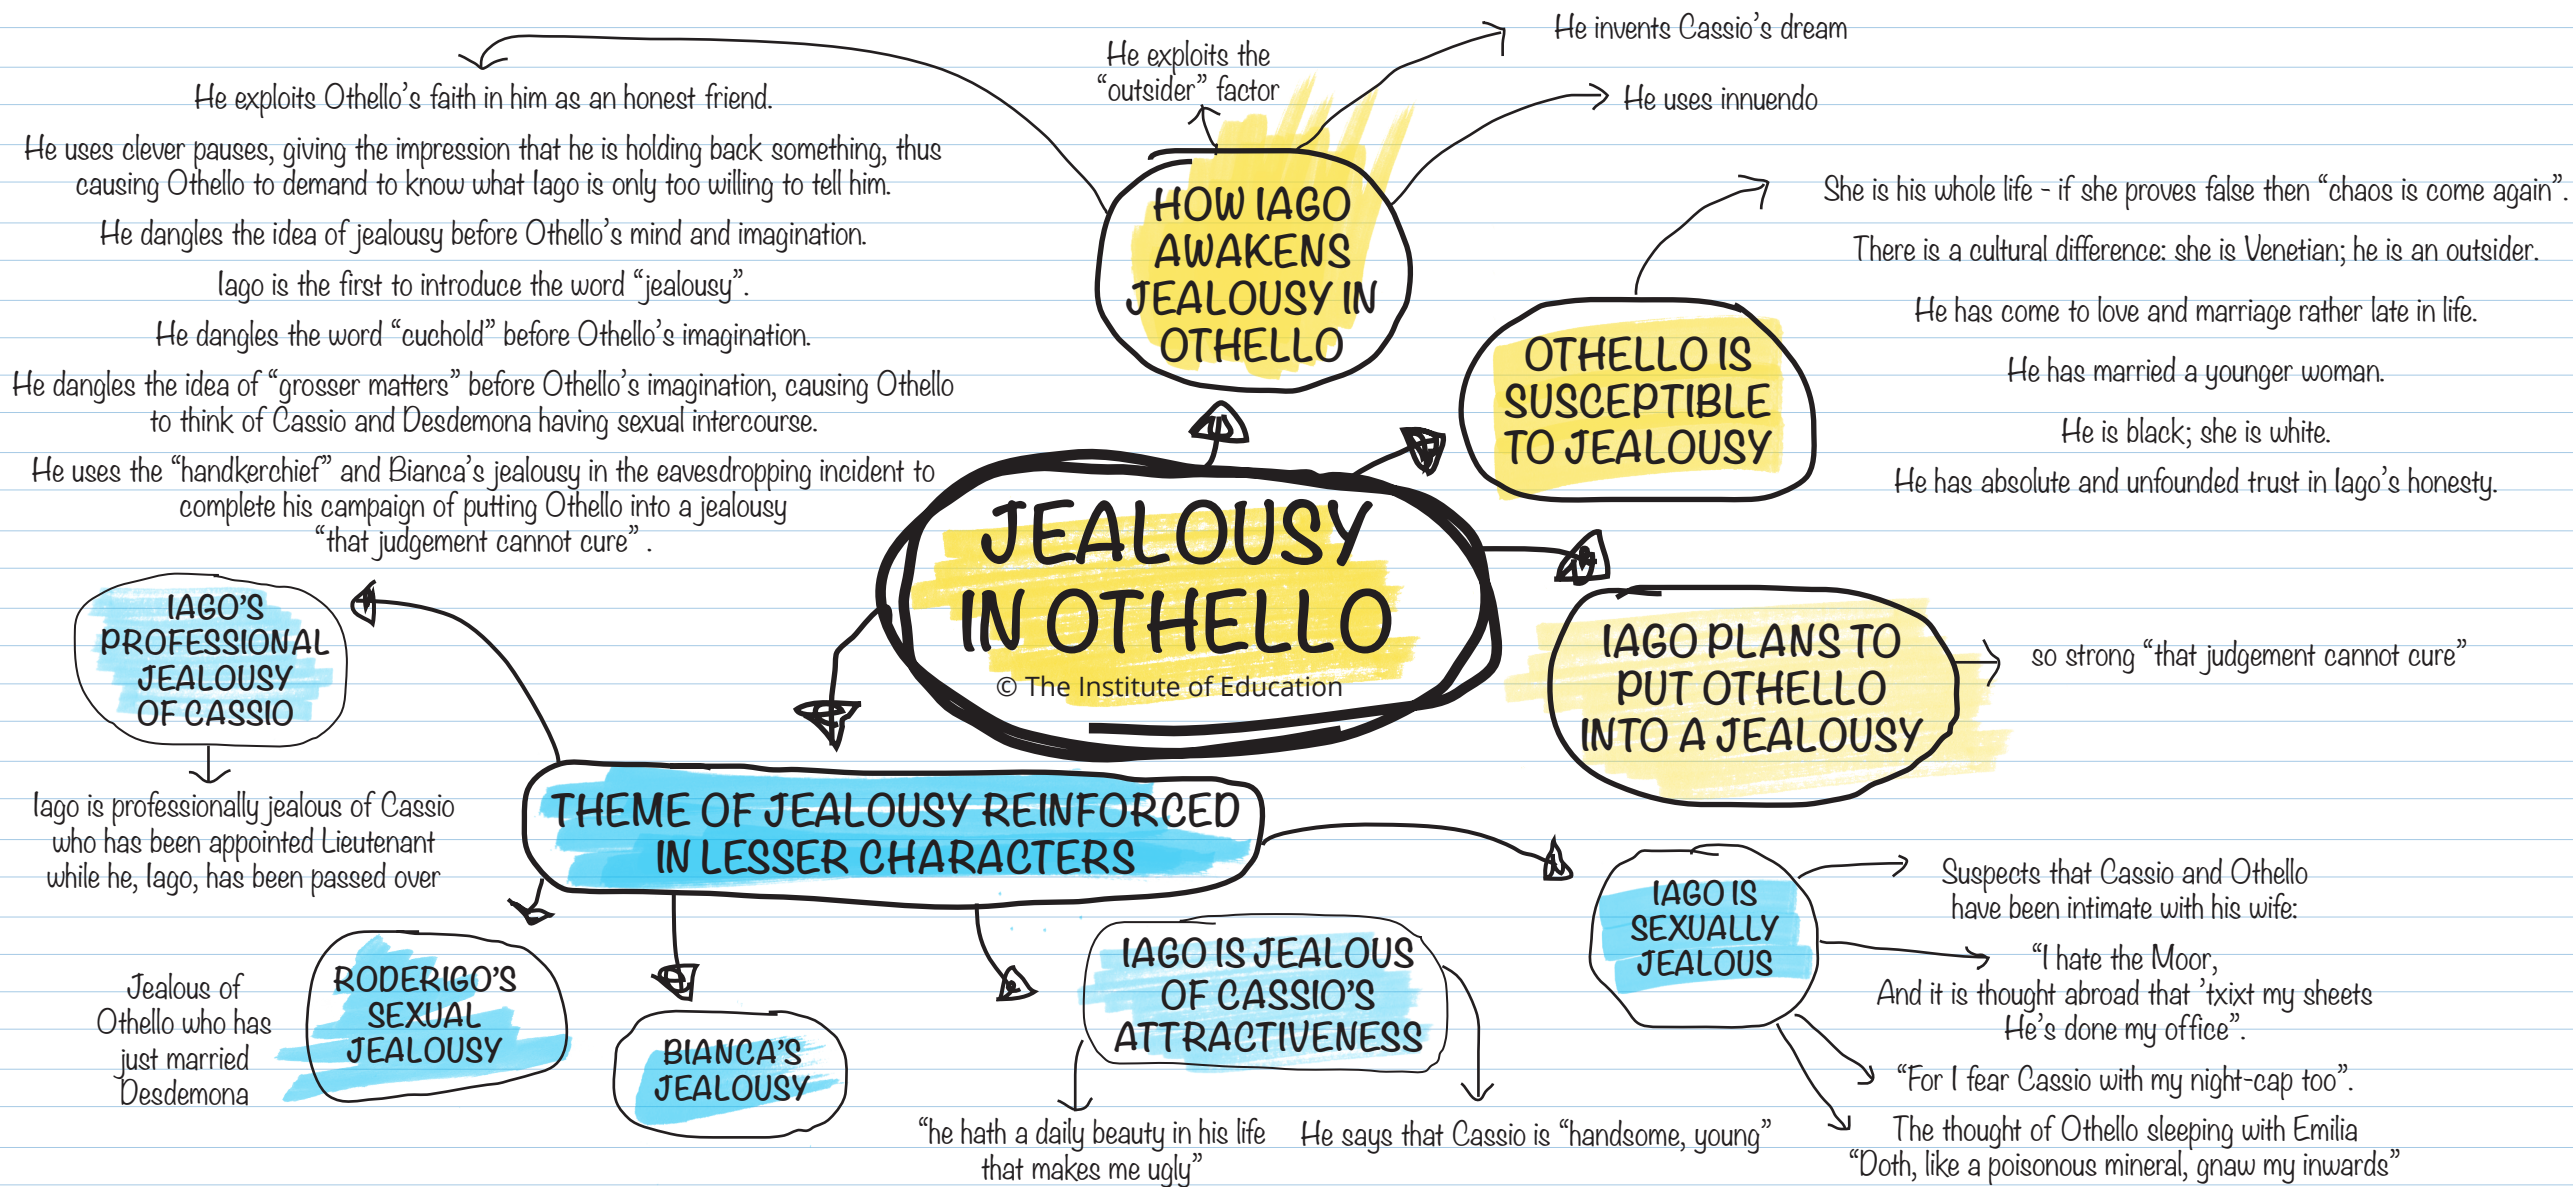 He exploits Othello's faith in him as an honest friend.
He uses clever pauses, giving the impression that he is holding back something, thus
causing Othello to demand to know what Iago is only too willing to tell him.
He dangles the idea of jealousy before Othello's mind and imagination.
Iago is the first to introduce the word "jealousy".
He dangles the word "cuchold" before Othello's imagination.
He dangles the idea of "grosser matters" before Othello's imagination, causing Othello
to think of Cassio and Desdemona having sexual intercourse.
He uses the "handkerchief" and Bianca's jealousy in the eavesdropping incident to
complete his campaign of putting Othello into a jealousy
"that judgement cannot cure" .
He exploits the
"outsider" factor
He invents Cassio's dream
He uses innuendo
HOW IAGO
AWAKENS
JEALOUSY IN
OTHELLO
OTHELLO IS
SUSCEPTIBLE
TO JEALOUSY
She is his whole life - if she proves false then "chaos is come again".
There is a cultural difference: she is Venetian; he is an outsider.
He has come to love and marriage rather late in life.
He has married a younger woman.
He is black; she is white.
He has absolute and unfounded trust in Iago's honesty.
JEALOUSY
IN OTHELLO
© The Institute of Education
IAGO PLANS TO
PUT OTHELLO
INTO A JEALOUSY
so strong "that judgement cannot cure"
IAGO'S
PROFESSIONAL
JEALOUSY
OF CASSIO
Iago is professionally jealous of Cassio
who has been appointed Lieutenant
while he, Iago, has been passed over
THEME OF JEALOUSY REINFORCED
IN LESSER CHARACTERS
Jealous of
Othello who has
just married
Desdemona
RODERIGO'S
SEXUAL
JEALOUSY
BIANCA'S
JEALOUSY
IAGO IS JEALOUS
OF CASSIO'S
ATTRACTIVENESS
"he hath a daily beauty in his life
that makes me ugly"
He says that Cassio is "handsome, young"
IAGO IS
SEXUALLY
JEALOUS
Suspects that Cassio and Othello
have been intimate with his wife:
"I hate the Moor,
And it is thought abroad that 'txixt my sheets
He's done my office".
"For I fear Cassio with my night-cap too".
The thought of Othello sleeping with Emilia
"Doth, like a poisonous mineral, gnaw my inwards"